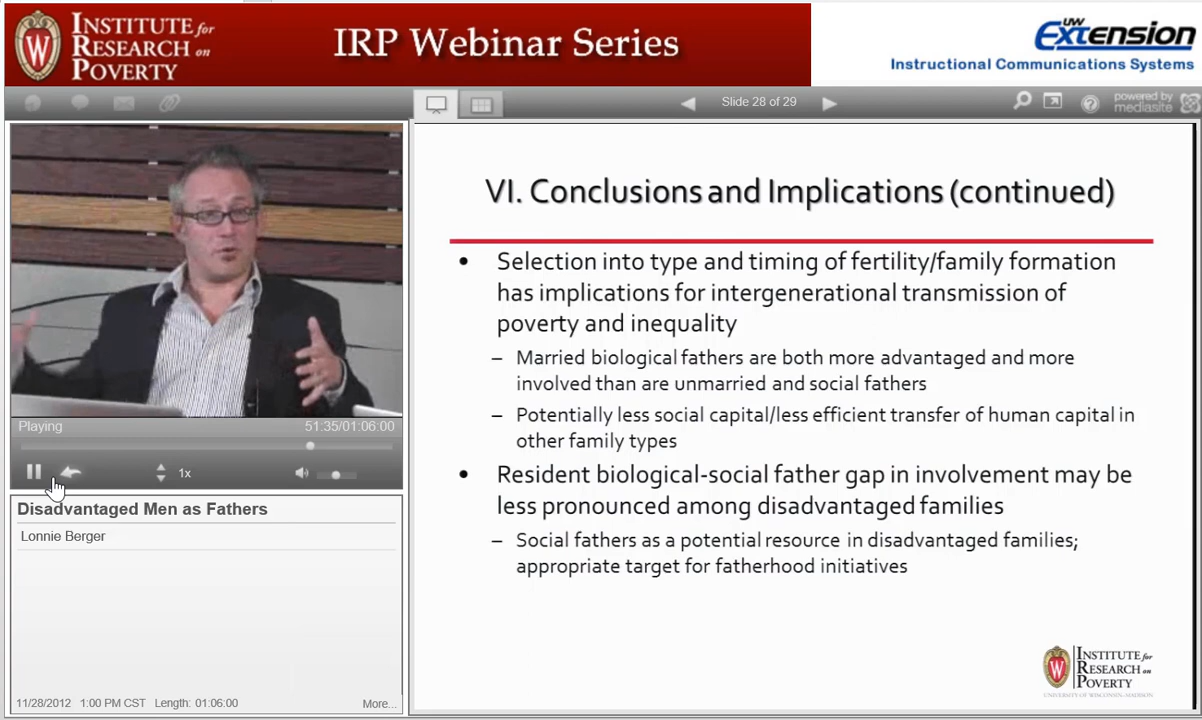 INSTITUTE for
RESEARCH on
POVERTY
IRP Webinar Series
UW
Extension
Instructional Communications Systems
Slide 28 of 29
powered by
mediasite
VI. Conclusions and Implications (continued)
• Selection into type and timing of fertility/family formation
has implications for intergenerational transmission of
poverty and inequality
– Married biological fathers are both more advantaged and more
involved than are unmarried and social fathers
– Potentially less social capital/less efficient transfer of human capital in
other family types
• Resident biological-social father gap in involvement may be
less pronounced among disadvantaged families
– Social fathers as a potential resource in disadvantaged families;
appropriate target for fatherhood initiatives
INSTITUTE for
RESEARCH on
POVERTY
UNIVERSITY OF WISCONSIN–MADISON
Playing 51:35/01:06:00
1x
Disadvantaged Men as Fathers
Lonnie Berger
11/28/2012 1:00 PM CST Length: 01:06:00 More...